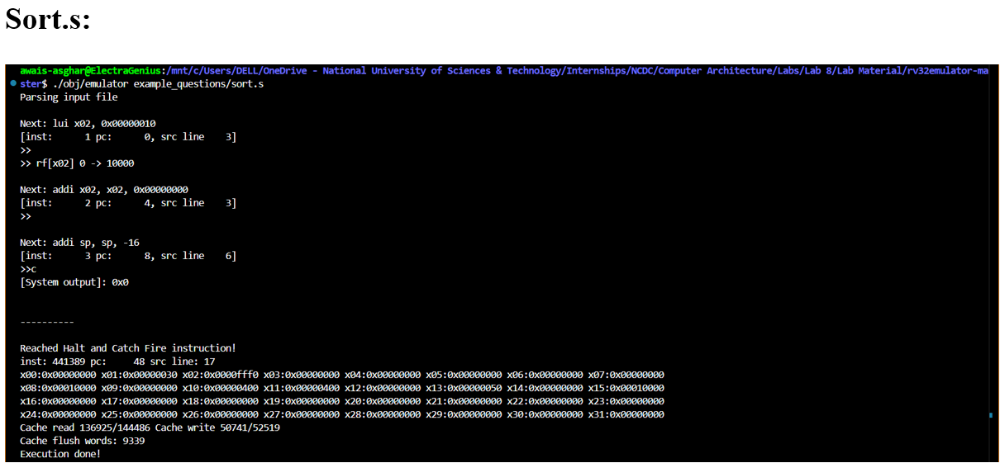 Sort.s:
awais-asghar@ElectraGenius:/mnt/c/Users/DELL/OneDrive - National University of Sciences & Technology/Internships/NCDC/Computer Architecture/Labs/Lab 8/Lab Material/rv32emulator-ma
ster$ ./obj/emulator example_questions/sort.s
Parsing input file
Next: lui x02, 0x00000010
[inst:      1 pc:      0, src line    3]
>>
>> rf[x02] 0 -> 10000
Next: addi x02, x02, 0x00000000
[inst:      2 pc:      4, src line    3]
>>
Next: addi sp, sp, -16
[inst:      3 pc:      8, src line    6]
>>c
[System output]: 0x0
----------
Reached Halt and Catch Fire instruction!
inst: 441389 pc:     48 src line: 17
x00:0x00000000 x01:0x00000030 x02:0x0000fff0 x03:0x00000000 x04:0x00000000 x05:0x00000000 x06:0x00000000 x07:0x00000000
x08:0x00010000 x09:0x00000000 x10:0x00000400 x11:0x00000400 x12:0x00000000 x13:0x00000050 x14:0x00000000 x15:0x00010000
x16:0x00000000 x17:0x00000000 x18:0x00000000 x19:0x00000000 x20:0x00000000 x21:0x00000000 x22:0x00000000 x23:0x00000000
x24:0x00000000 x25:0x00000000 x26:0x00000000 x27:0x00000000 x28:0x00000000 x29:0x00000000 x30:0x00000000 x31:0x00000000
Cache read 136925/144486 Cache write 50741/52519
Cache flush words: 9339
Execution done!